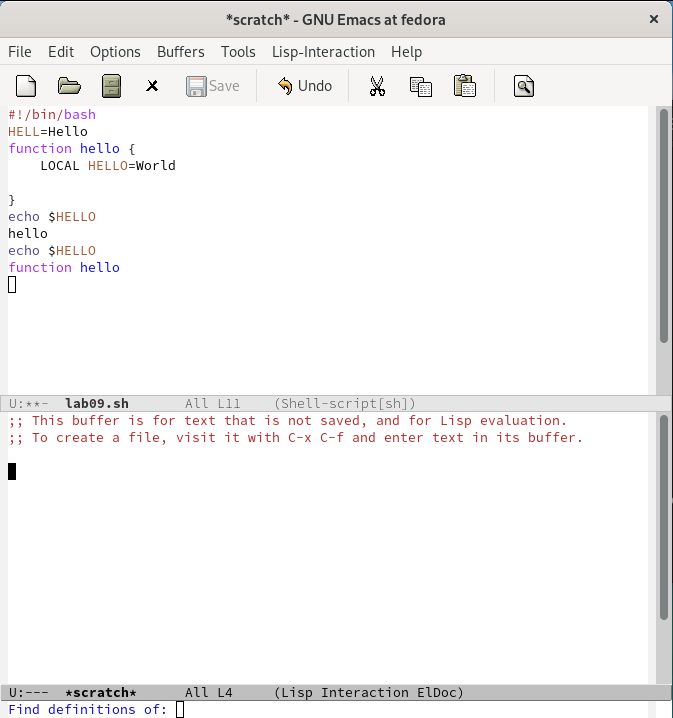 *scratch* - GNU Emacs at fedora
File Edit Options Buffers Tools Lisp-Interaction Help
Save Undo
#!/bin/bash
HELL=Hello
function hello {
    LOCAL HELLO=World
}
echo $HELLO
hello
echo $HELLO
function hello
U:**-  lab09.sh       All L11    (Shell-script[sh])
;; This buffer is for text that is not saved, and for Lisp evaluation.
;; To create a file, visit it with C-x C-f and enter text in its buffer.
U:---  *scratch*      All L4     (Lisp Interaction ElDoc)
Find definitions of: